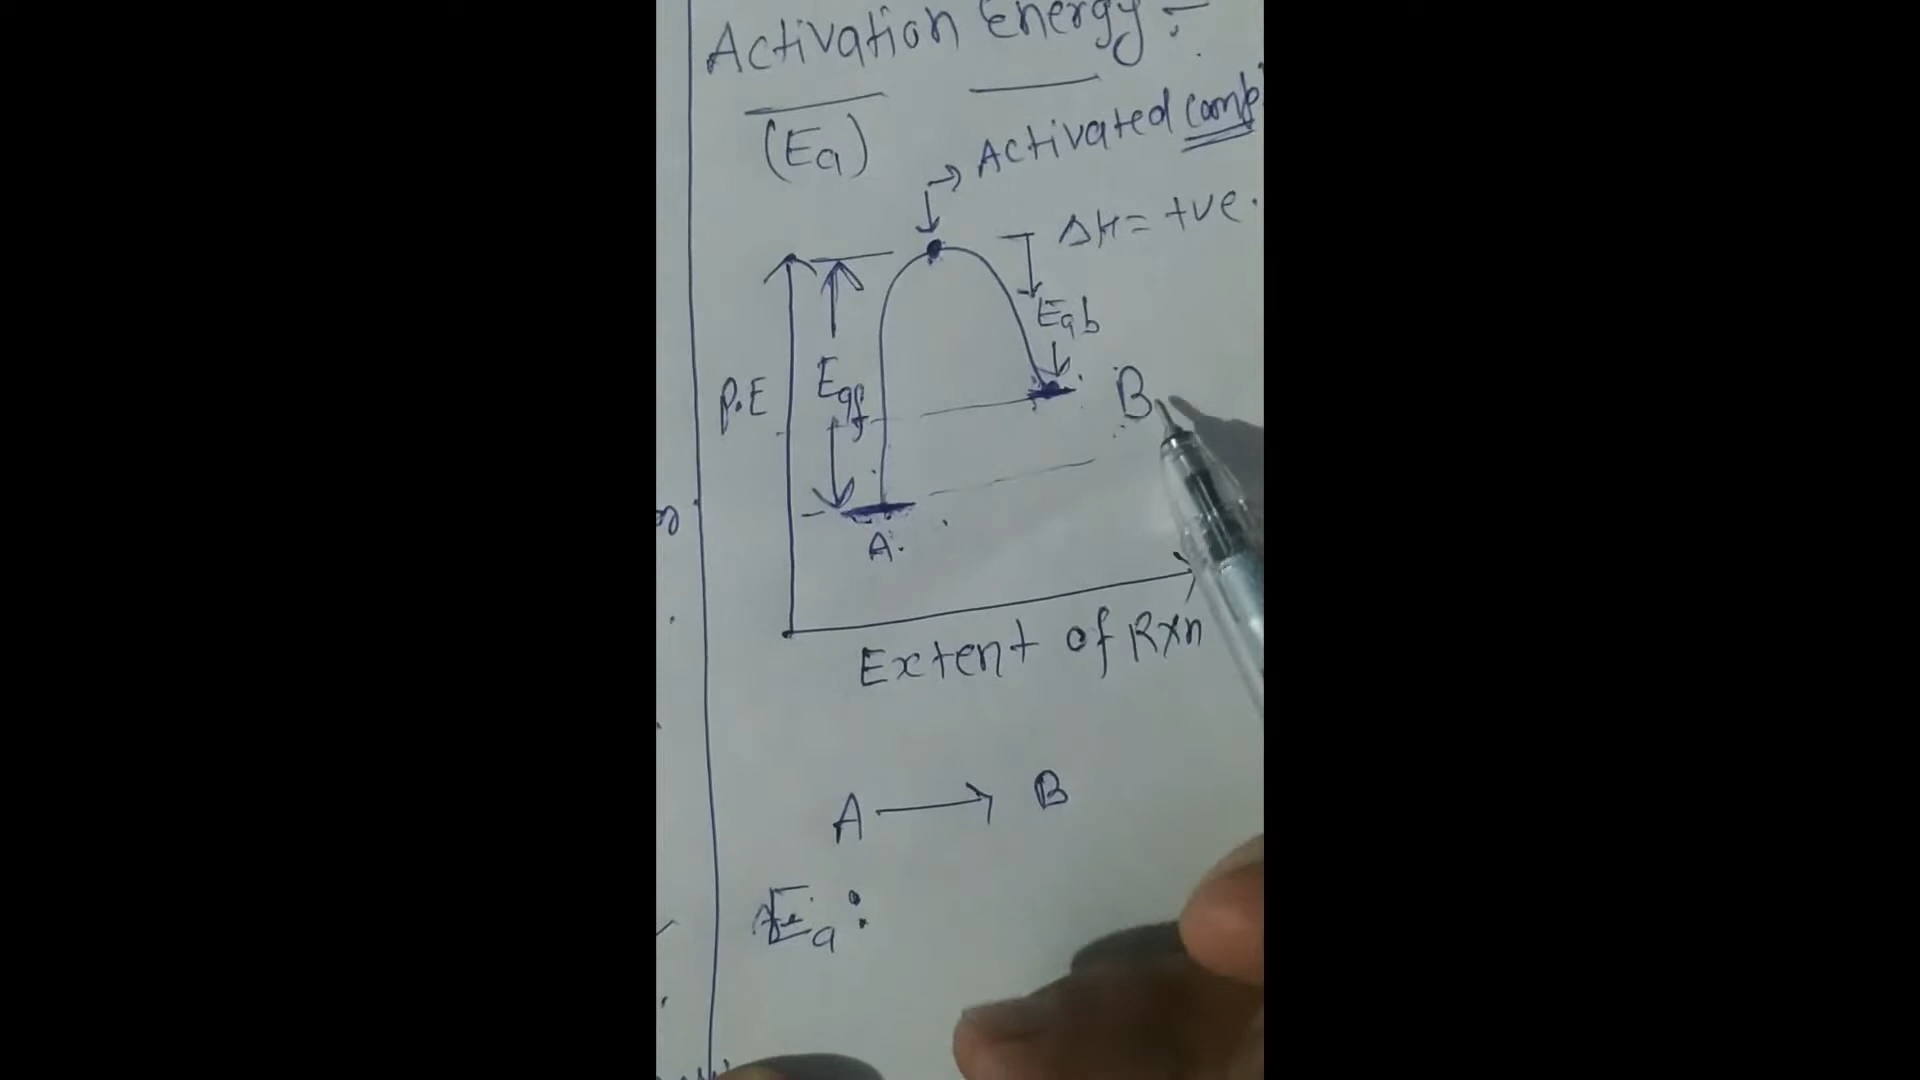 Activation Energy :-
(Ea)
Activated comp
ΔH = +ve.
Eab
P.E
Eaf
B
A.
Extent of Rxn
A → B
Ea :